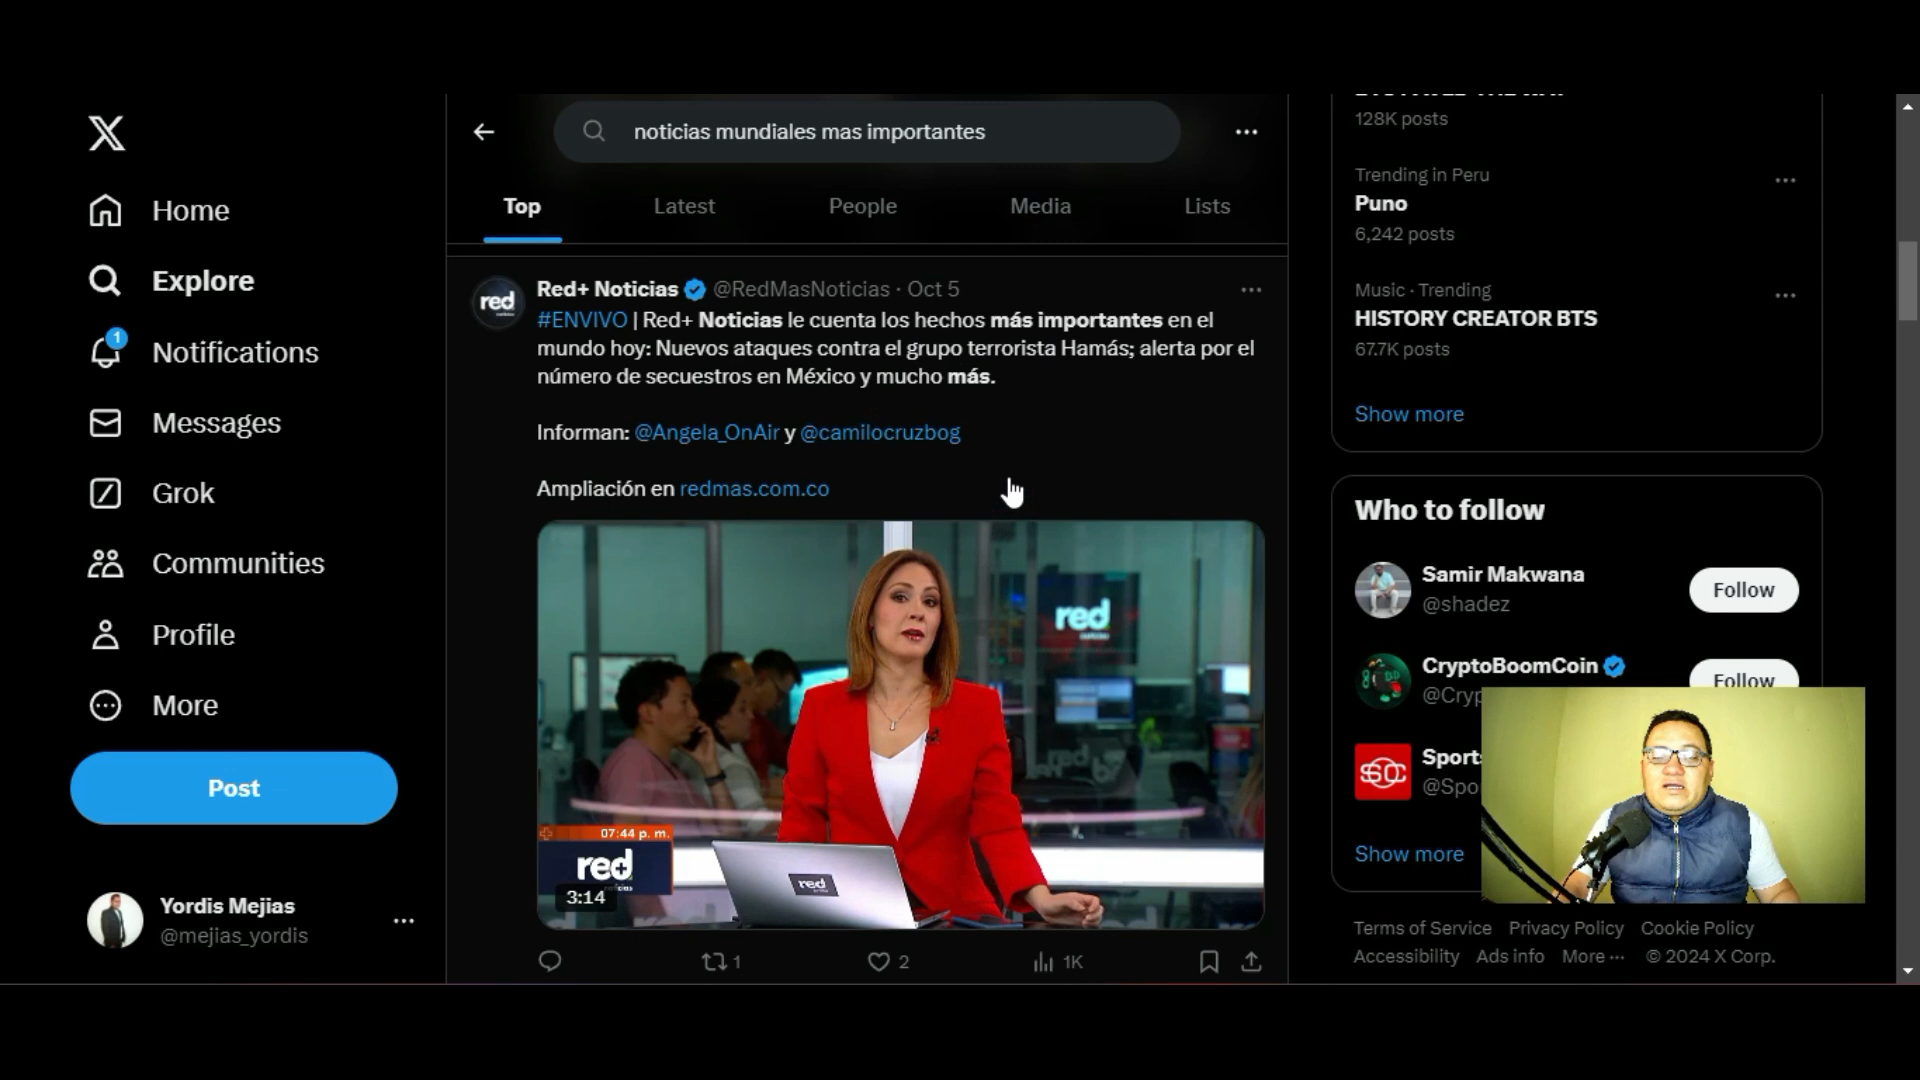 Home
Explore
1
Notifications
Messages
Grok
Communities
Profile
More
Post
Yordis Mejias
@mejias_yordis
noticias mundiales mas importantes
Top
Latest
People
Media
Lists
red
Red+ Noticias @RedMasNoticias · Oct 5
#ENVIVO | Red+ Noticias le cuenta los hechos más importantes en el
mundo hoy: Nuevos ataques contra el grupo terrorista Hamás; alerta por el
número de secuestros en México y mucho más.
Informan: @Angela_OnAir y @camilocruzbog
Ampliación en redmas.com.co
red
07:44 p. m.
red
3:14
red
1
2
1K
128K posts
Trending in Peru
Puno
6,242 posts
Music · Trending
HISTORY CREATOR BTS
67.7K posts
Show more
Who to follow
Samir Makwana
@shadez
Follow
CryptoBoomCoin
@Cryp
Follow
Sports
@Spo
Show more
Terms of Service Privacy Policy Cookie Policy
Accessibility Ads info More ··· © 2024 X Corp.